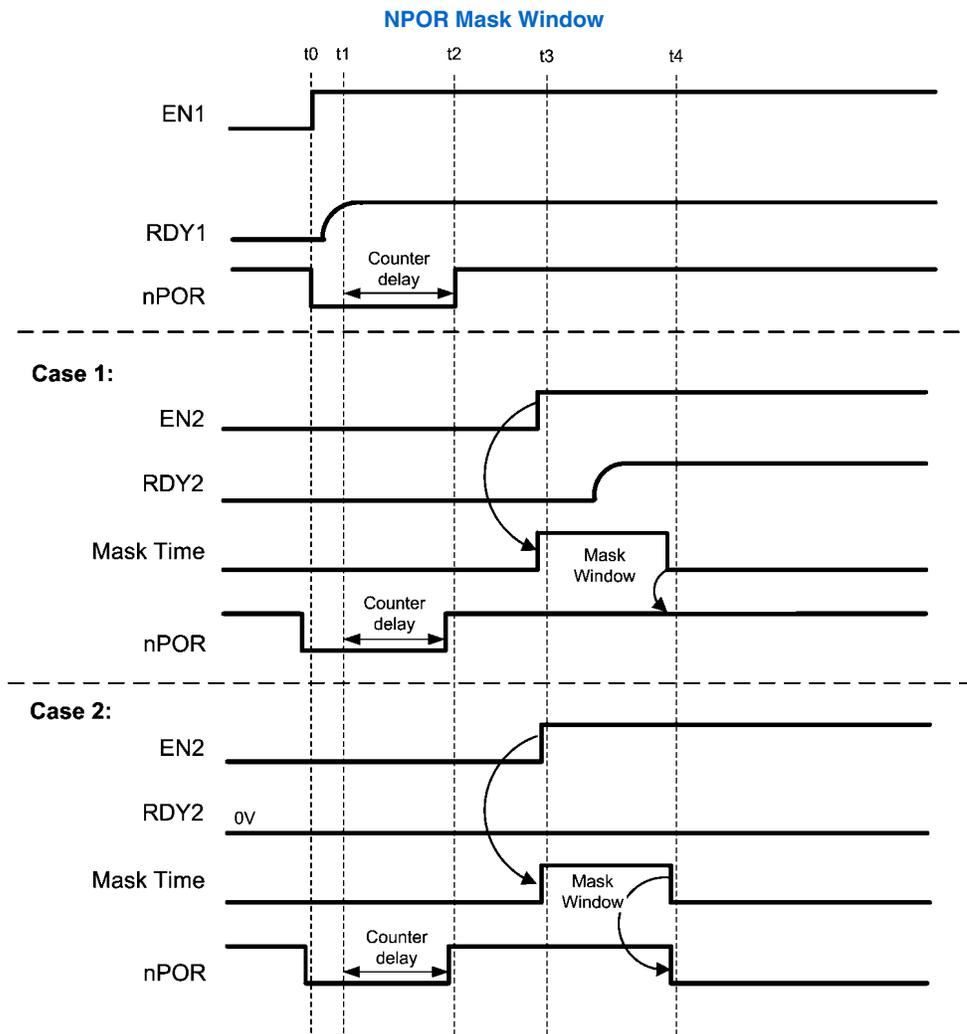 NPOR Mask Window
t0 t1 t2 t3 t4
EN1
RDY1
Counter
delay
nPOR
Case 1:
EN2
RDY2
Mask Time
Mask
Window
Counter
delay
nPOR
Case 2:
EN2
RDY2
0V
Mask Time
Mask
Window
Counter
delay
nPOR